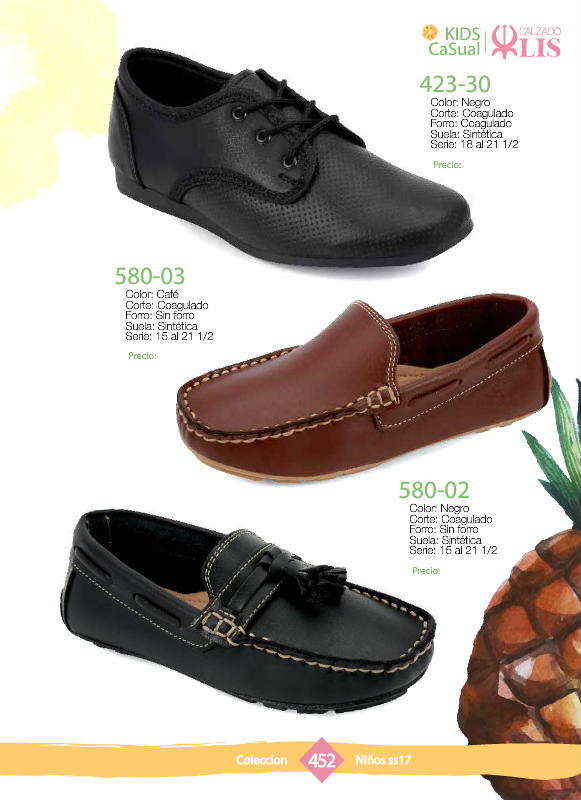 KIDS
CaSual
CALZADO
LIS
423-30
Color: Negro
Corte: Coagulado
Forro: Coagulado
Suela: Sintética
Serie: 18 al 21 1/2
Precio:
580-03
Color: Café
Corte: Coagulado
Forro: Sin forro
Suela: Sintética
Serie: 15 al 21 1/2
Precio:
580-02
Color: Negro
Corte: Coagulado
Forro: Sin forro
Suela: Sintética
Serie: 15 al 21 1/2
Precio:
Coleccion 452 Niños ss17